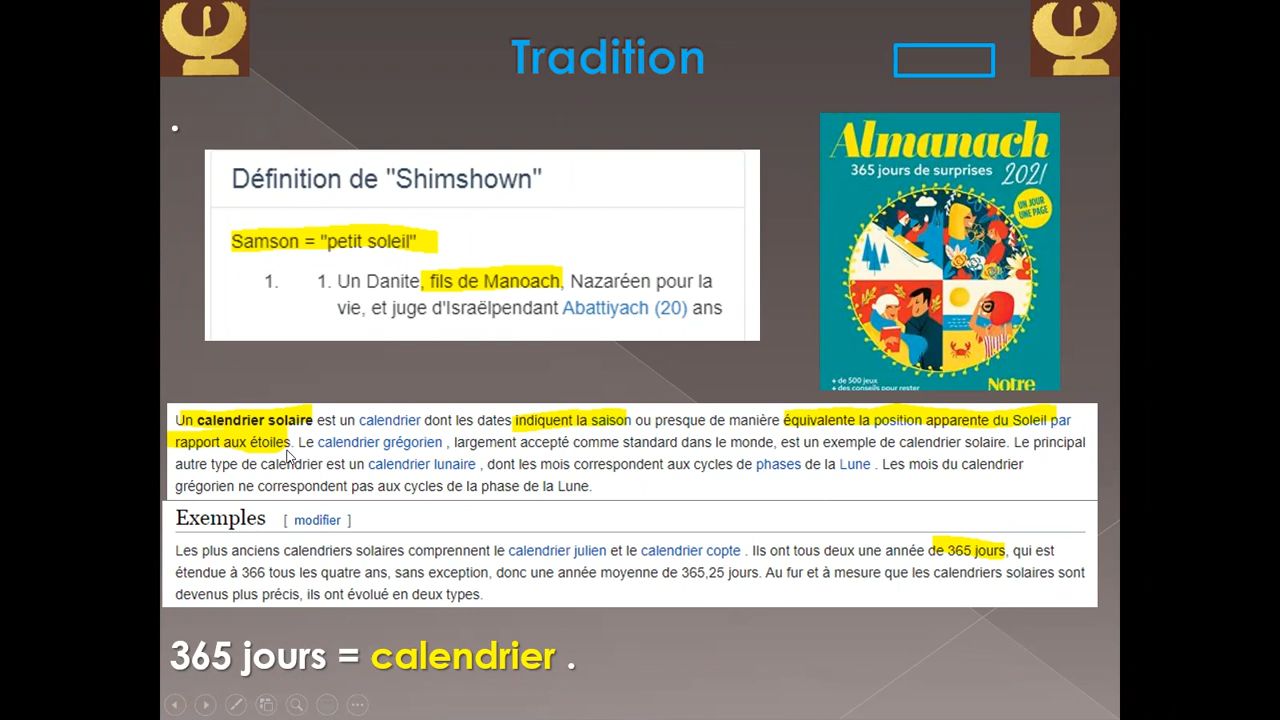 Tradition
.
Définition de "Shimshown"
Samson = "petit soleil"
1. 1. Un Danite, fils de Manoach, Nazaréen pour la
vie, et juge d'Israëlpendant Abattiyach (20) ans
Almanach
365 jours de surprises 2021
UN JOUR
UNE PAGE
+ de 500 jeux
+ des conseils pour rester
Notre
Un calendrier solaire est un calendrier dont les dates indiquent la saison ou presque de manière équivalente la position apparente du Soleil par
rapport aux étoiles. Le calendrier grégorien , largement accepté comme standard dans le monde, est un exemple de calendrier solaire. Le principal
autre type de calendrier est un calendrier lunaire , dont les mois correspondent aux cycles de phases de la Lune . Les mois du calendrier
grégorien ne correspondent pas aux cycles de la phase de la Lune.
Exemples [ modifier ]
Les plus anciens calendriers solaires comprennent le calendrier julien et le calendrier copte . Ils ont tous deux une année de 365 jours, qui est
étendue à 366 tous les quatre ans, sans exception, donc une année moyenne de 365,25 jours. Au fur et à mesure que les calendriers solaires sont
devenus plus précis, ils ont évolué en deux types.
365 jours = calendrier .